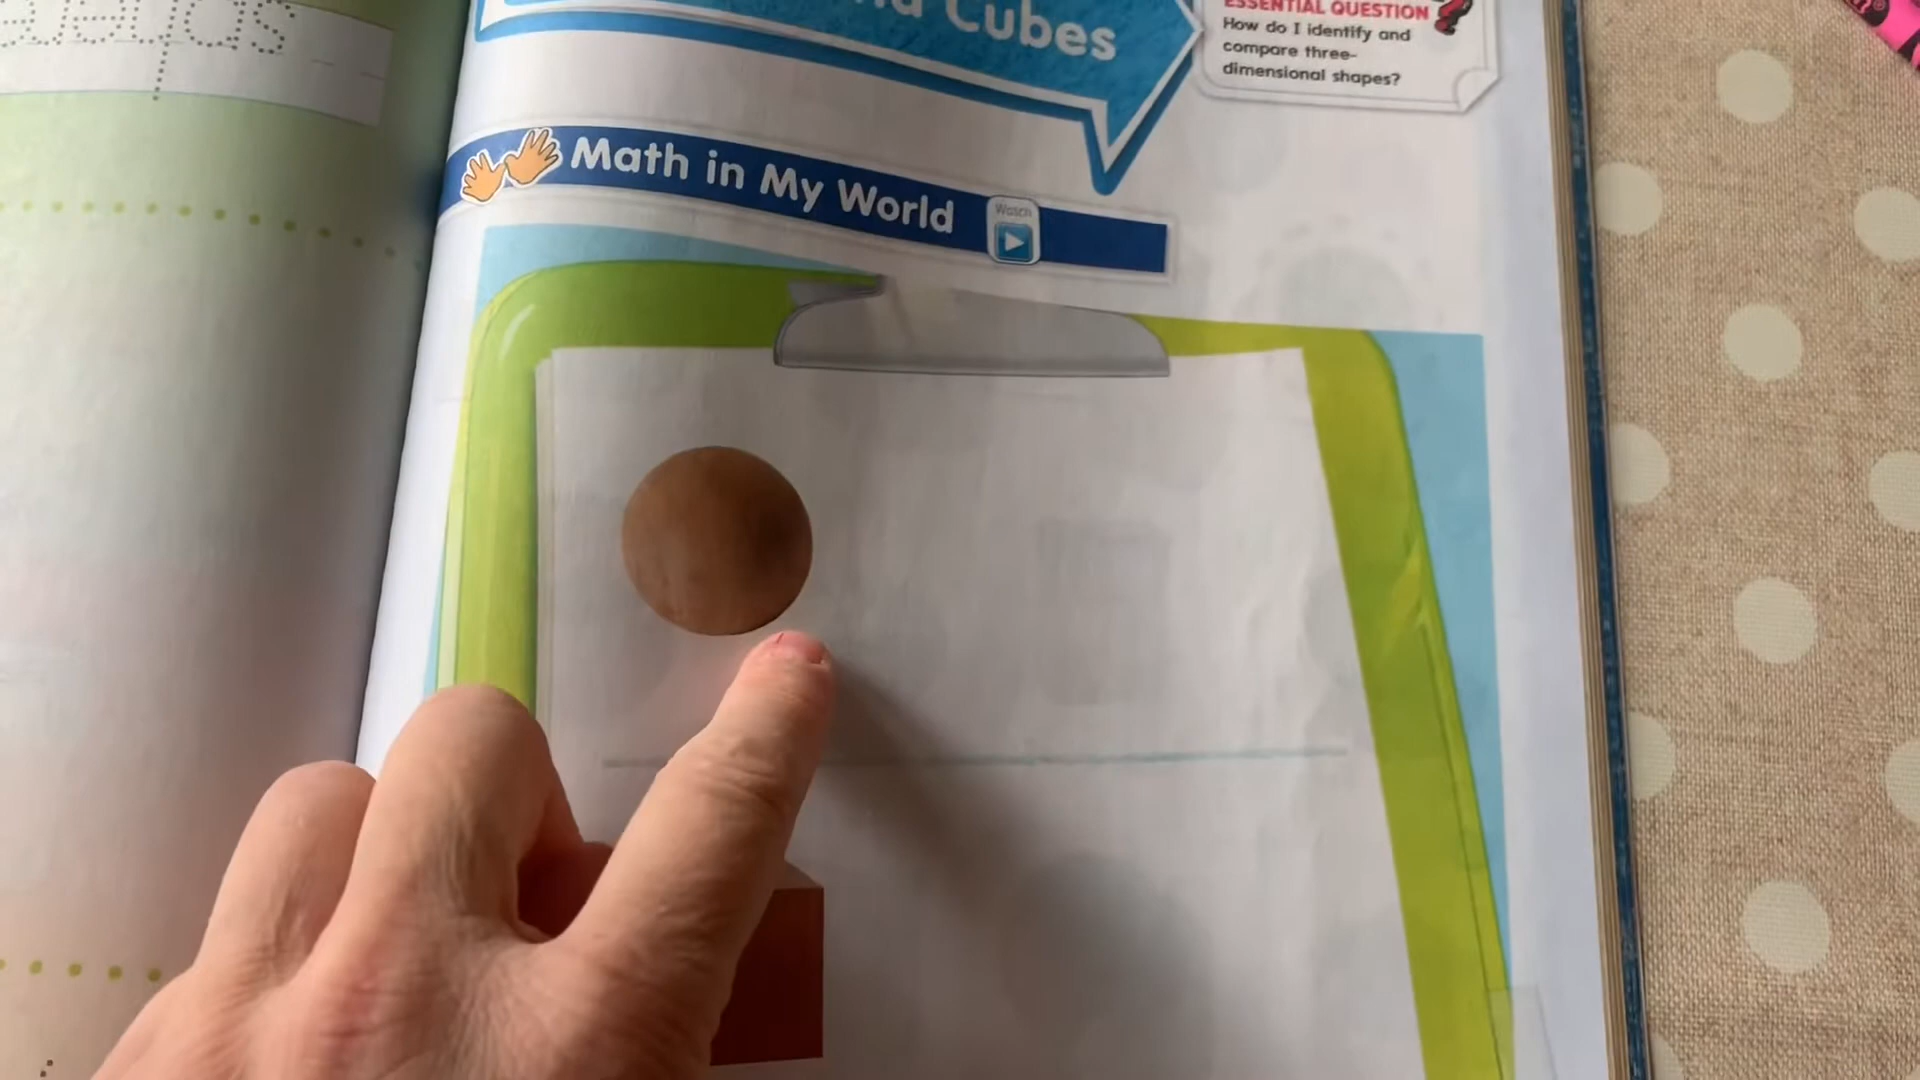 Cubes
ESSENTIAL QUESTION
How do I identify and
compare three-
dimensional shapes?
Math in My World
Watch